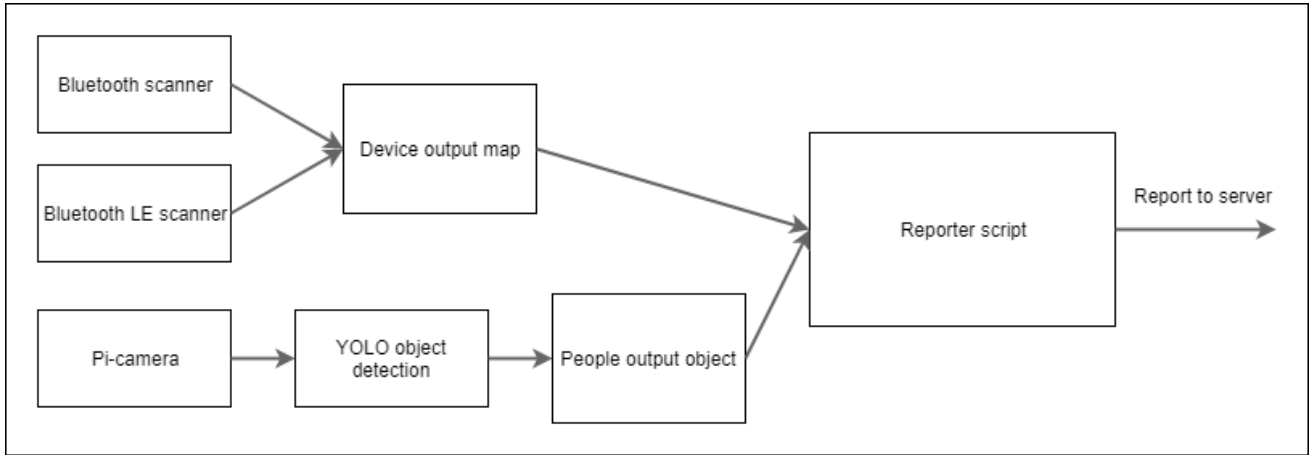 Bluetooth scanner
Device output map
Bluetooth LE scanner
Reporter script
Report to server
Pi-camera
YOLO object
detection
People output object